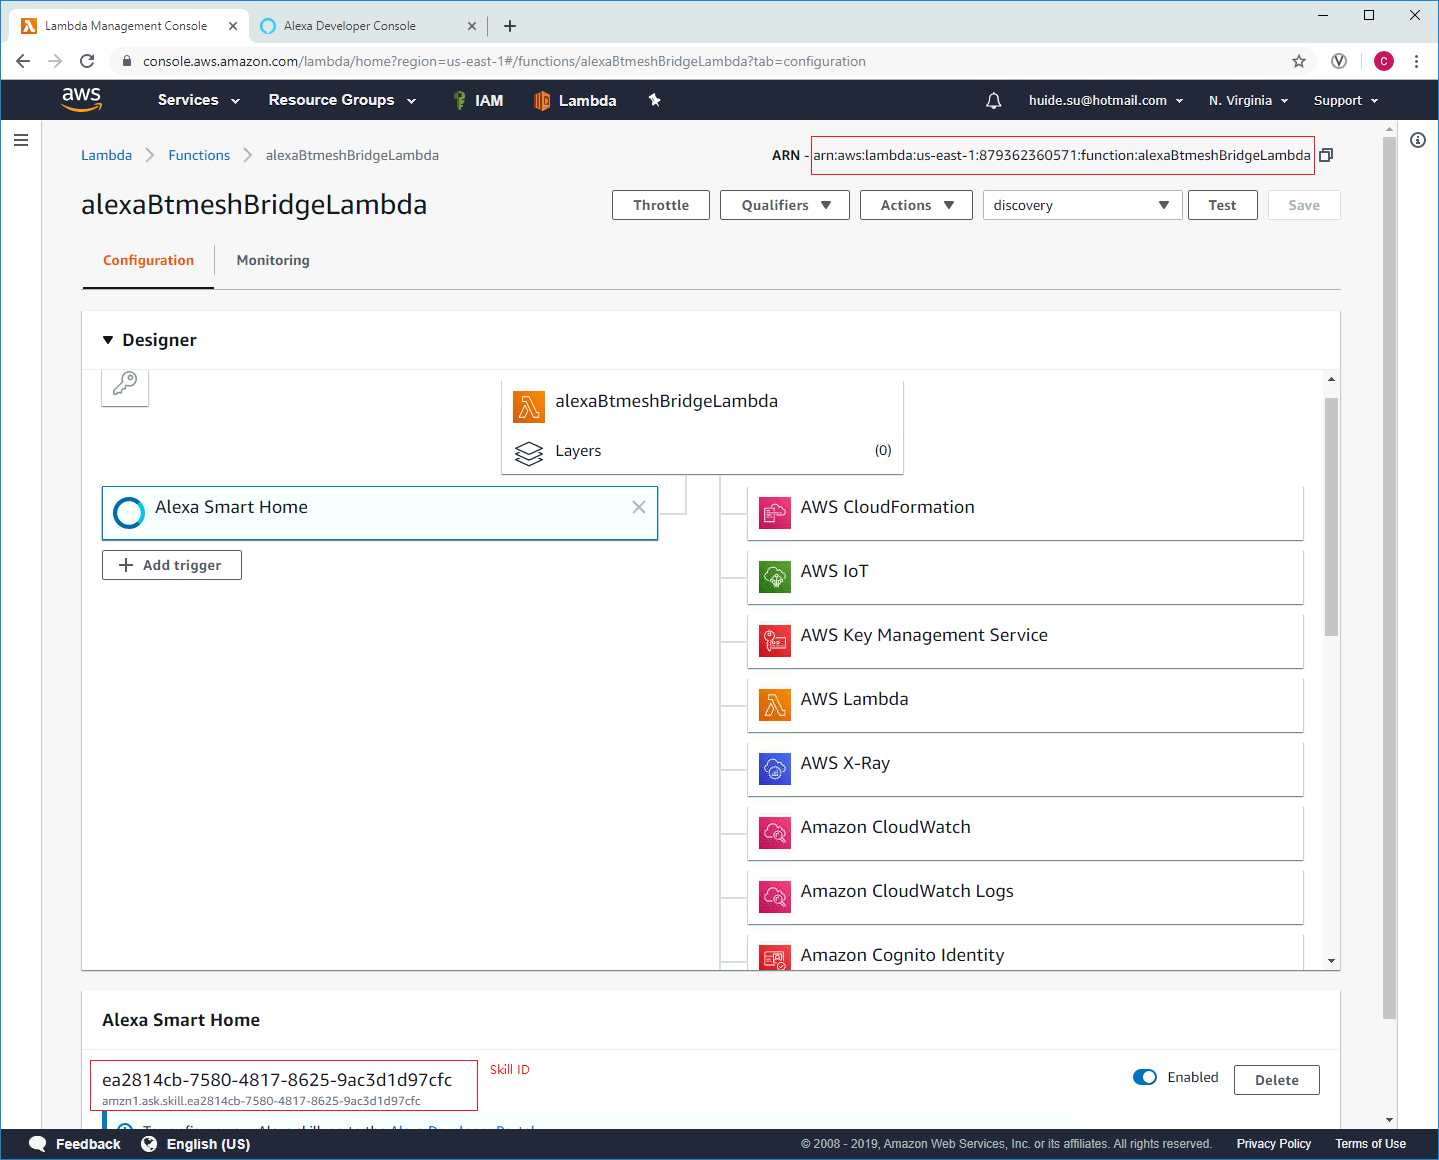 Lambda Management Console
Alexa Developer Console
console.aws.amazon.com/lambda/home?region=us-east-1#/functions/alexaBtmeshBridgeLambda?tab=configuration
V
C
aws
Services
Resource Groups
IAM
Lambda
huide.su@hotmail.com
N. Virginia
Support
Lambda
Functions
alexaBtmeshBridgeLambda
ARN - arn:aws:lambda:us-east-1:879362360571:function:alexaBtmeshBridgeLambda
alexaBtmeshBridgeLambda
Throttle
Qualifiers
Actions
discovery
Test
Save
Configuration
Monitoring
Designer
alexaBtmeshBridgeLambda
Layers
(0)
Alexa Smart Home
Add trigger
AWS CloudFormation
AWS IoT
AWS Key Management Service
AWS Lambda
AWS X-Ray
Amazon CloudWatch
Amazon CloudWatch Logs
Amazon Cognito Identity
Alexa Smart Home
ea2814cb-7580-4817-8625-9ac3d1d97cfc
Skill ID
amzn1.ask.skill.ea2814cb-7580-4817-8625-9ac3d1d97cfc
Enabled
Delete
Feedback
English (US)
© 2008 - 2019, Amazon Web Services, Inc. or its affiliates. All rights reserved.
Privacy Policy
Terms of Use